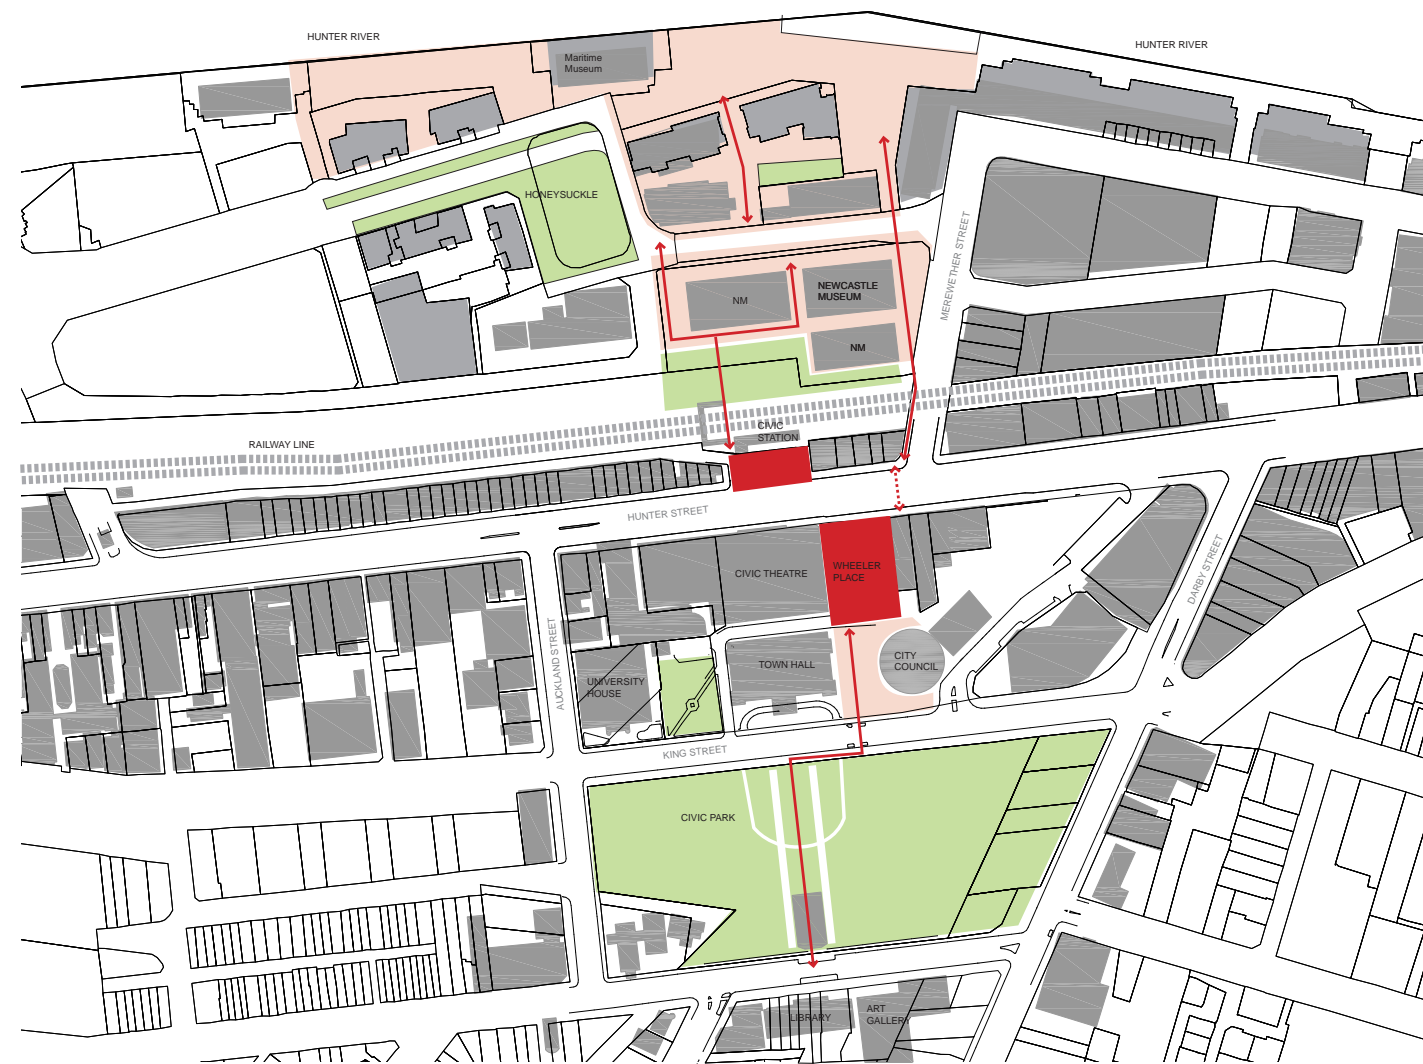 HUNTER RIVER
HUNTER RIVER
Maritime
Museum
HONEYSUCKLE
MEREWETHER STREET
NEWCASTLE
MUSEUM
NM
NM
CIVIC
STATION
RAILWAY LINE
HUNTER STREET
DARBY STREET
CIVIC THEATRE
WHEELER
PLACE
AUCKLAND STREET
UNIVERSITY
HOUSE
TOWN HALL
CITY
COUNCIL
KING STREET
CIVIC PARK
LIBRARY
ART
GALLERY